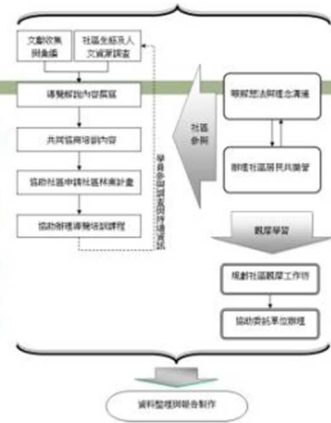 文獻收集
與彙編
社區生態及人
文資源調查
導覽解說內容展區
共同協商培訓內容
協助社區申請社區林業計畫
協助辦理導覽培訓課程
社區
參與
瞭解想法與理念溝通
辦理社區居民共識營
觀摩學習
規劃社區觀摩工作坊
協助委託單位辦理
資料整理與報告製作